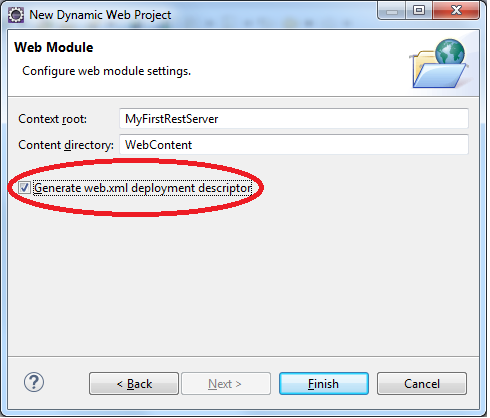 New Dynamic Web Project
Web Module
Configure web module settings.
Context root: MyFirstRestServer
Content directory: WebContent
Generate web.xml deployment descriptor
? < Back Next > Finish Cancel